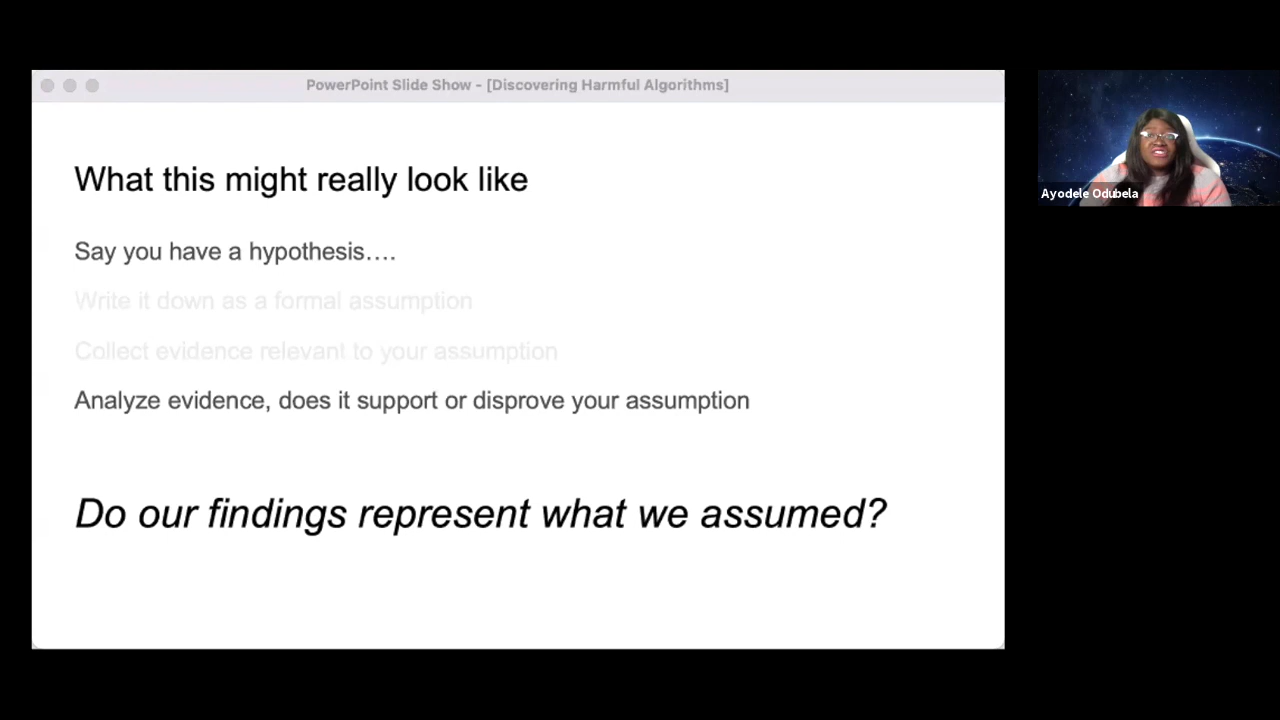 PowerPoint Slide Show - [Discovering Harmful Algorithms]
What this might really look like
Say you have a hypothesis....
Write it down as a formal assumption
Collect evidence relevant to your assumption
Analyze evidence, does it support or disprove your assumption
Do our findings represent what we assumed?
Ayodele Odubela